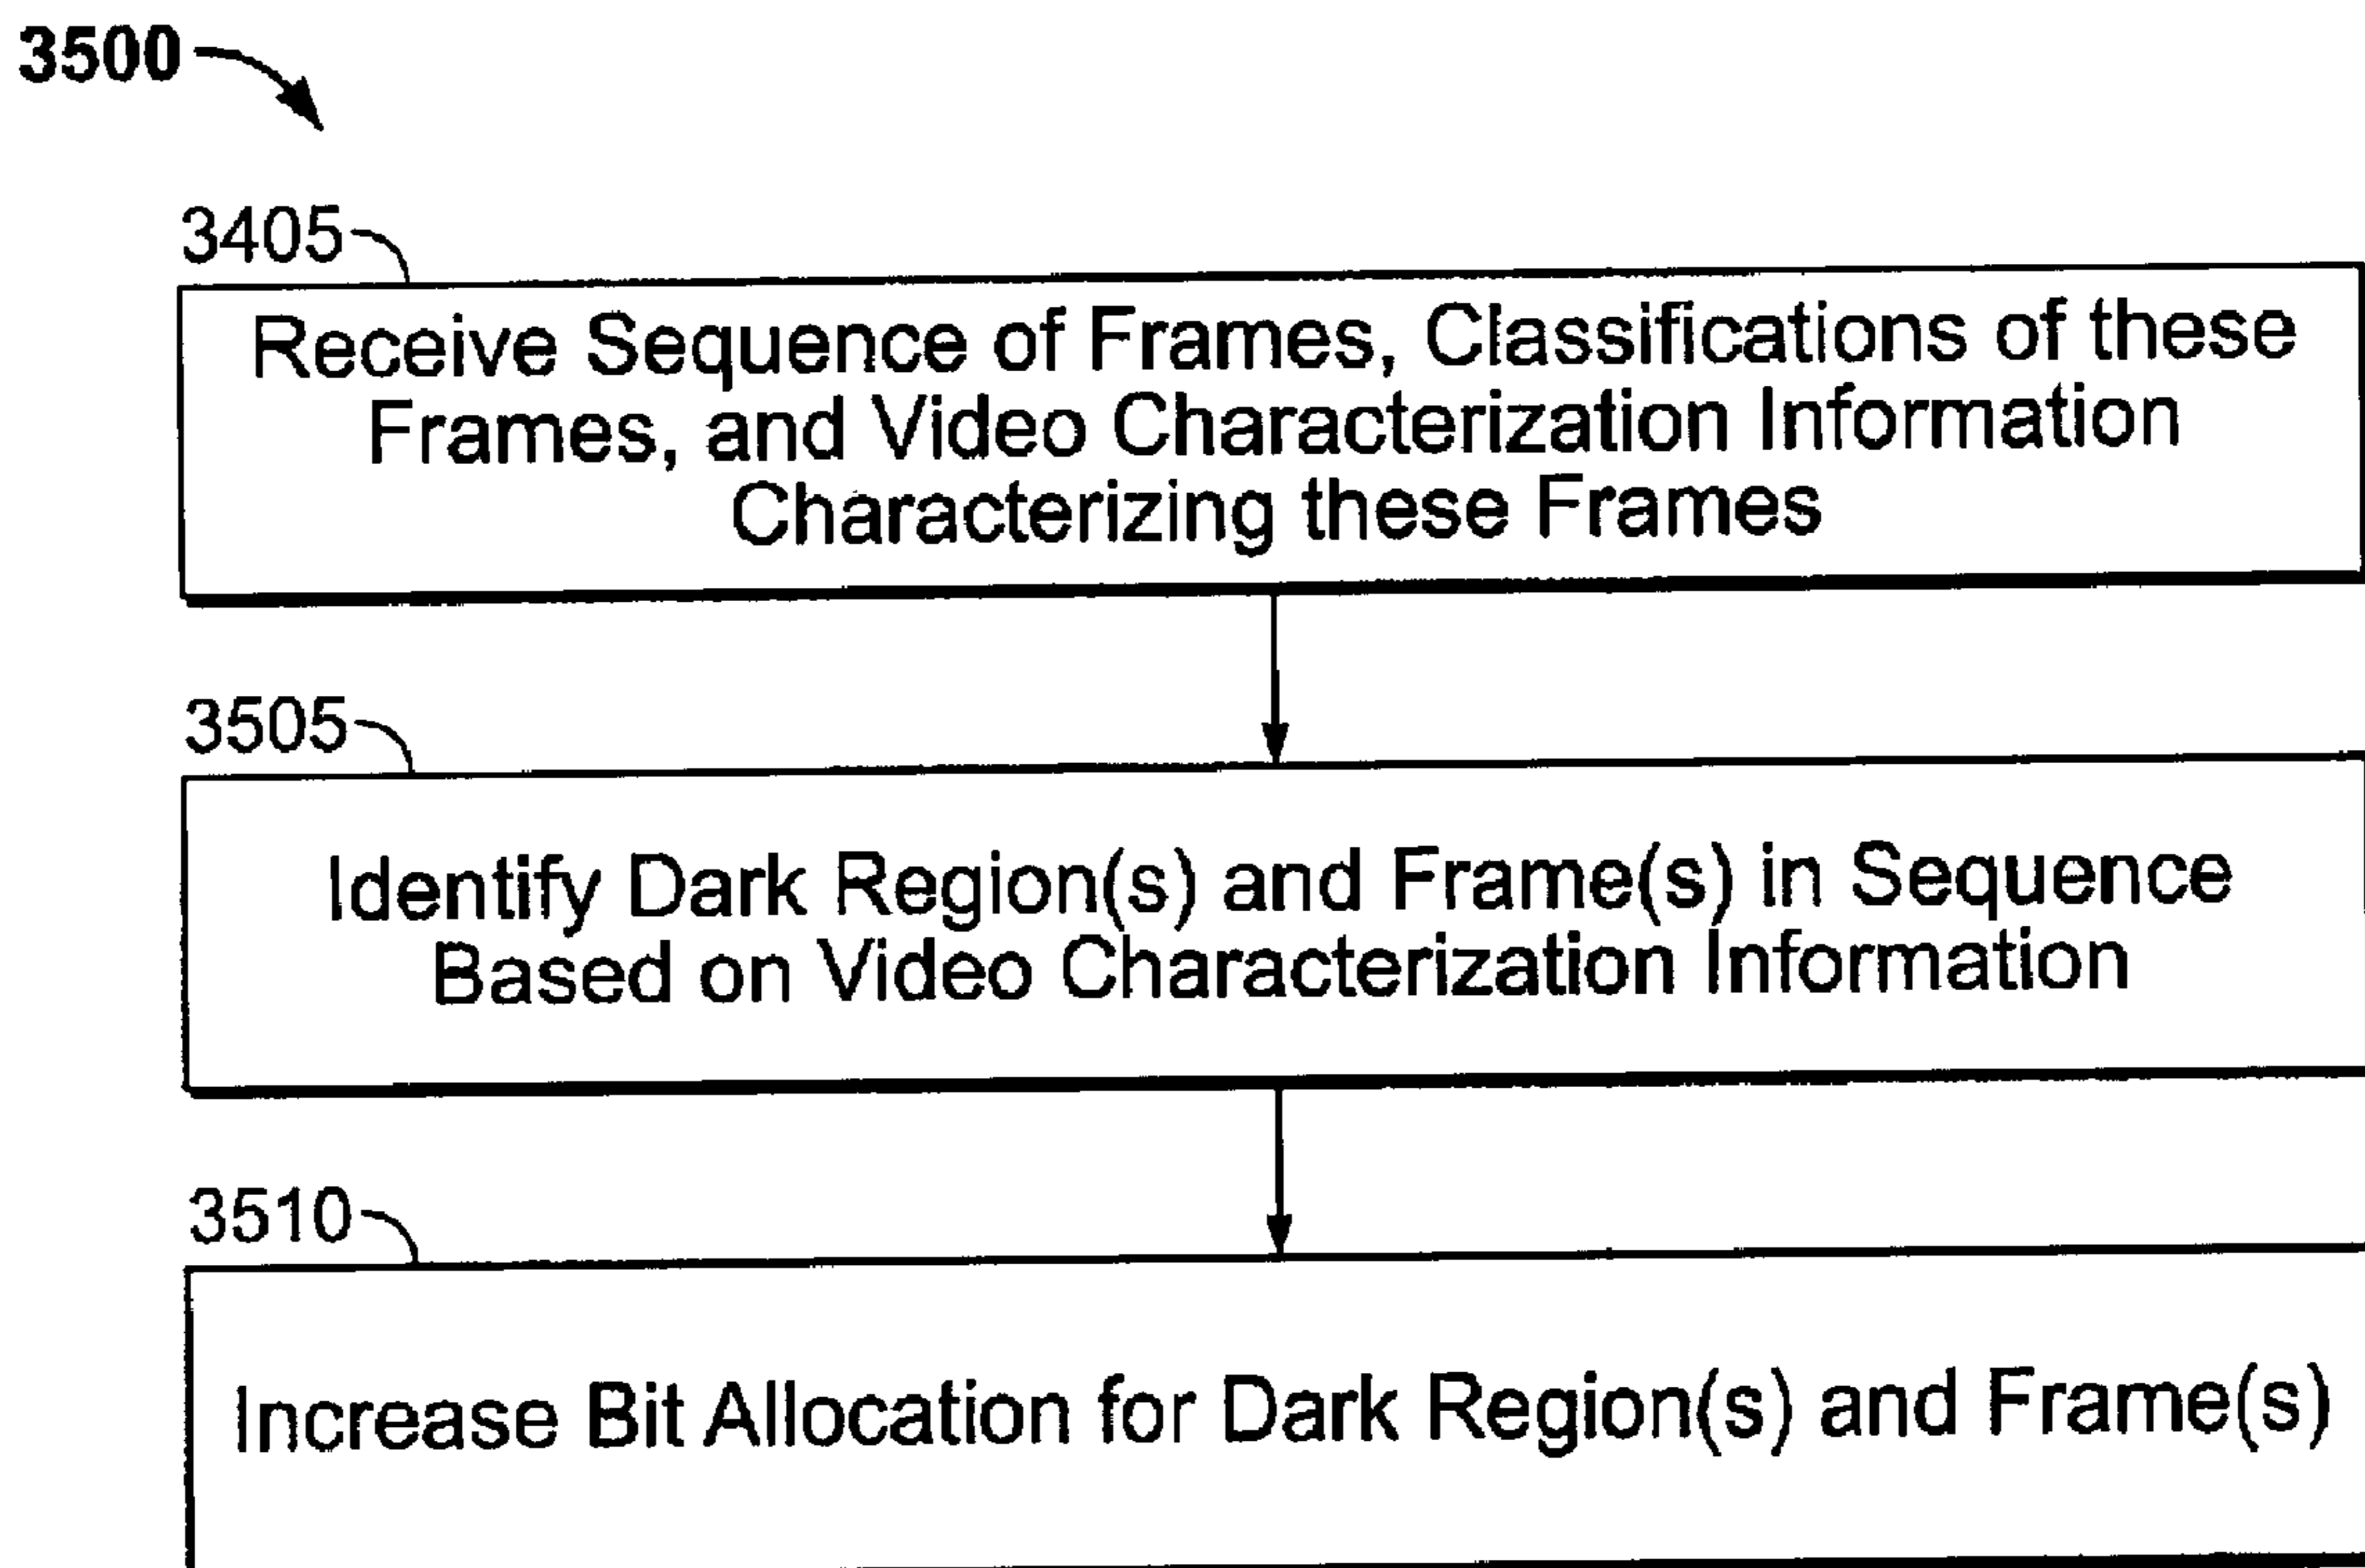 3500
3405
Receive Sequence of Frames, Classifications of these
Frames, and Video Characterization Information
Characterizing these Frames
3505
Identify Dark Region(s) and Frame(s) in Sequence
Based on Video Characterization Information
3510
Increase Bit Allocation for Dark Region(s) and Frame(s)